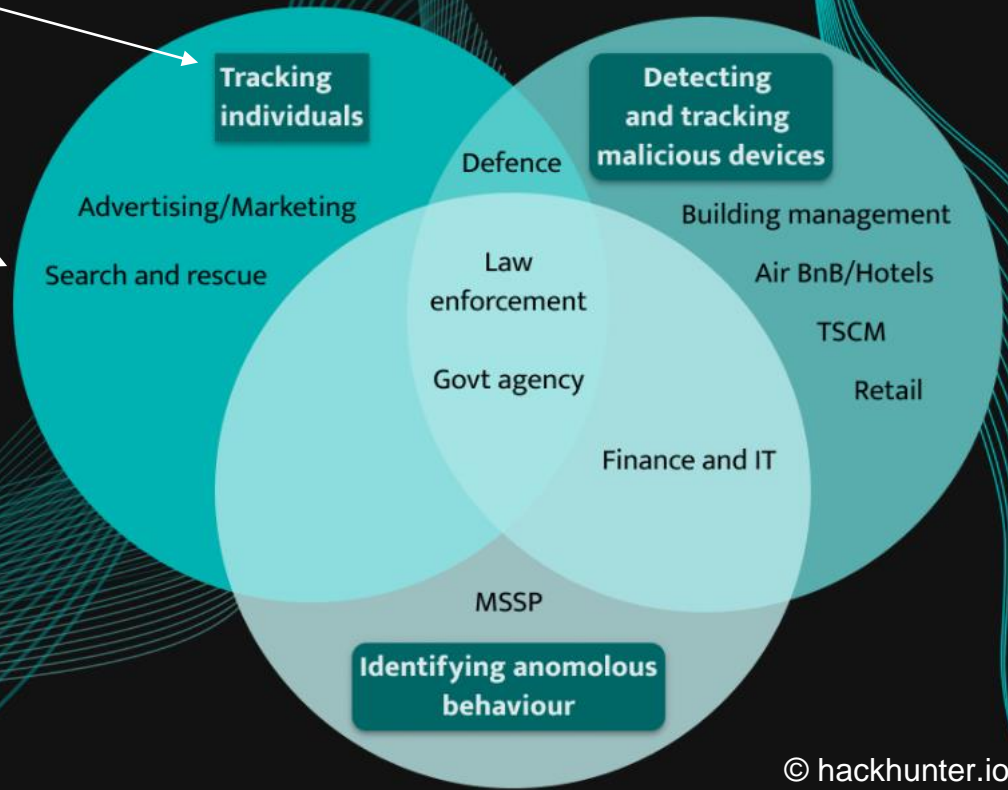 Tracking
individuals
Detecting
and tracking
malicious devices
Defence
Advertising/Marketing
Building management
Search and rescue
Law
enforcement
Air BnB/Hotels
TSCM
Govt agency
Retail
Finance and IT
MSSP
Identifying anomolous
behaviour
© hackhunter.io